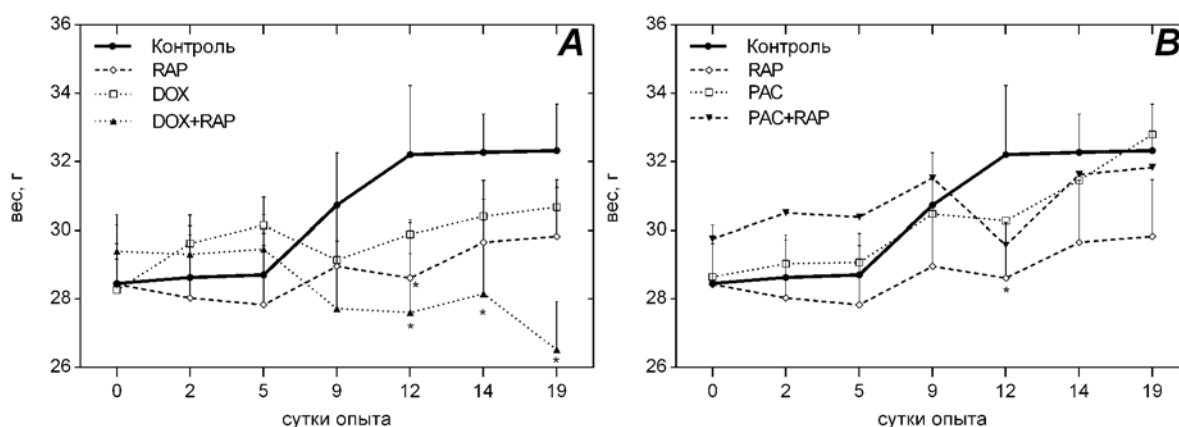 A
Контроль
RAP
DOX
DOX+RAP
36
34
32
30
28
26
вес, г
*
*
*
*
0 2 5 9 12 14 19
сутки опыта
B
Контроль
RAP
PAC
PAC+RAP
36
34
32
30
28
26
вес, г
*
0 2 5 9 12 14 19
сутки опыта